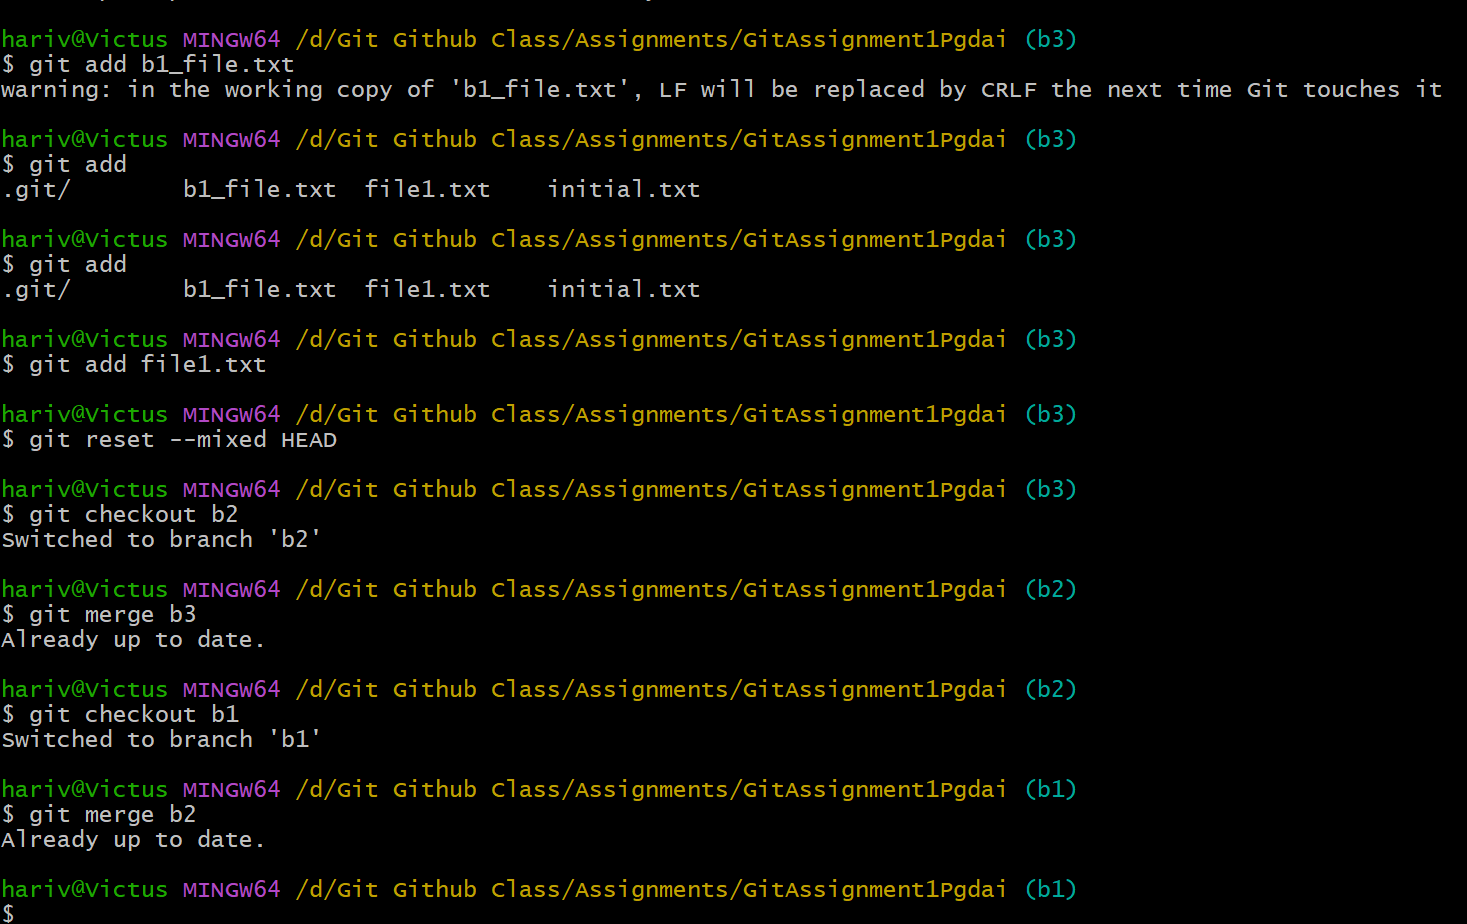 hariv@Victus MINGW64 /d/Git Github Class/Assignments/GitAssignment1Pgdai (b3)
$ git add b1_file.txt
warning: in the working copy of 'b1_file.txt', LF will be replaced by CRLF the next time Git touches it
hariv@Victus MINGW64 /d/Git Github Class/Assignments/GitAssignment1Pgdai (b3)
$ git add
.git/        b1_file.txt  file1.txt    initial.txt
hariv@Victus MINGW64 /d/Git Github Class/Assignments/GitAssignment1Pgdai (b3)
$ git add
.git/        b1_file.txt  file1.txt    initial.txt
hariv@Victus MINGW64 /d/Git Github Class/Assignments/GitAssignment1Pgdai (b3)
$ git add file1.txt
hariv@Victus MINGW64 /d/Git Github Class/Assignments/GitAssignment1Pgdai (b3)
$ git reset --mixed HEAD
hariv@Victus MINGW64 /d/Git Github Class/Assignments/GitAssignment1Pgdai (b3)
$ git checkout b2
Switched to branch 'b2'
hariv@Victus MINGW64 /d/Git Github Class/Assignments/GitAssignment1Pgdai (b2)
$ git merge b3
Already up to date.
hariv@Victus MINGW64 /d/Git Github Class/Assignments/GitAssignment1Pgdai (b2)
$ git checkout b1
Switched to branch 'b1'
hariv@Victus MINGW64 /d/Git Github Class/Assignments/GitAssignment1Pgdai (b1)
$ git merge b2
Already up to date.
hariv@Victus MINGW64 /d/Git Github Class/Assignments/GitAssignment1Pgdai (b1)
$